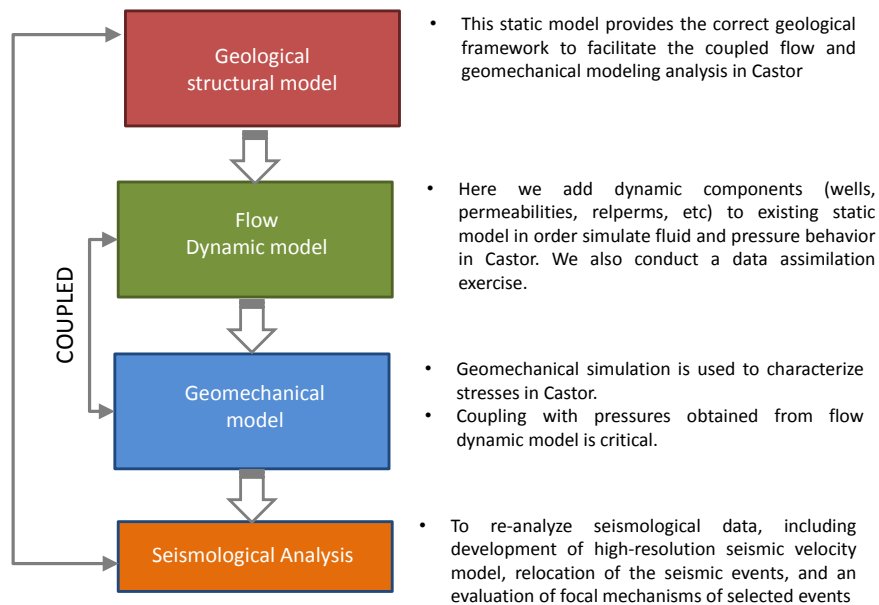 Geological
structural model
• This static model provides the correct geological
framework to facilitate the coupled flow and
geomechanical modeling analysis in Castor
Flow
Dynamic model
• Here we add dynamic components (wells,
permeabilities, relperms, etc) to existing static
model in order simulate fluid and pressure behavior
in Castor. We also conduct a data assimilation
exercise.
COUPLED
Geomechanical
model
• Geomechanical simulation is used to characterize
stresses in Castor.
• Coupling with pressures obtained from flow
dynamic model is critical.
Seismological Analysis
• To re-analyze seismological data, including
development of high-resolution seismic velocity
model, relocation of the seismic events, and an
evaluation of focal mechanisms of selected events